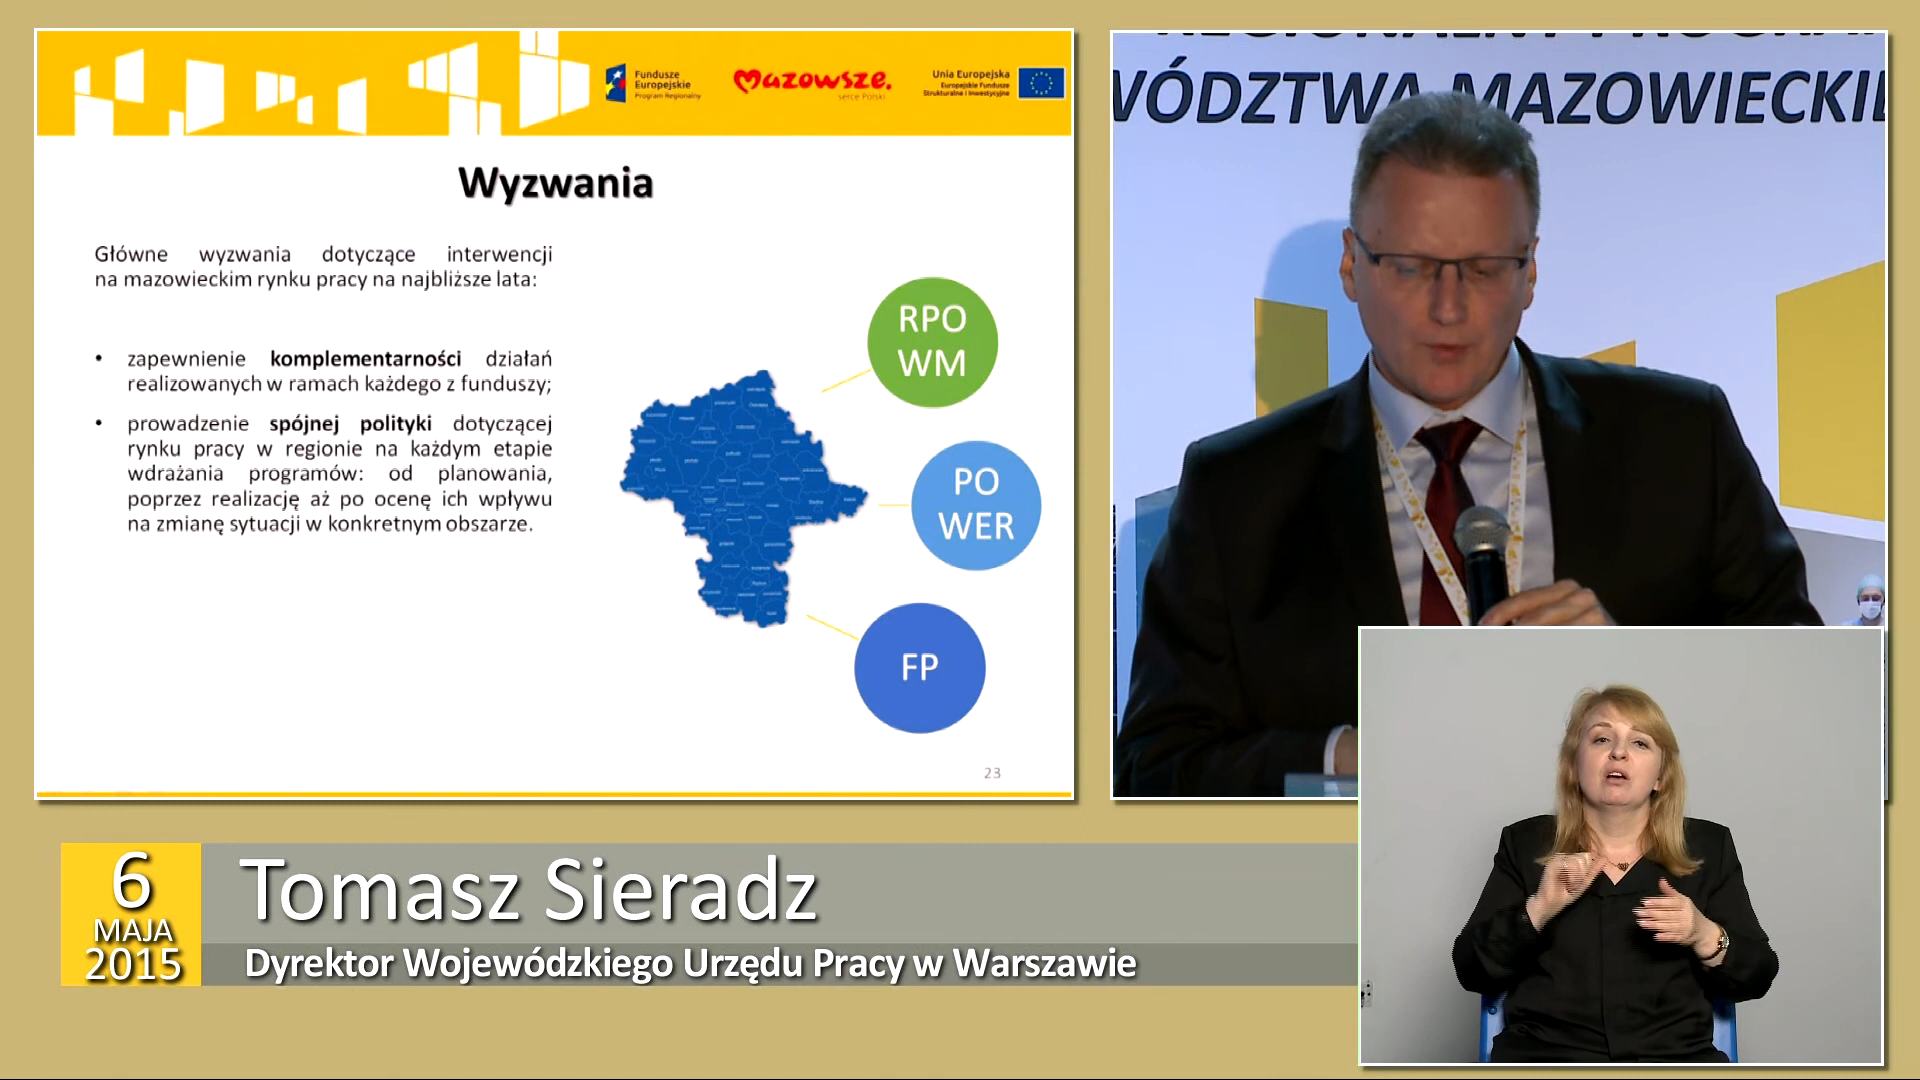 Fundusze
Europejskie
Program Regionalny
mazowsze.
serce Polski
Unia Europejska
Europejskie Fundusze
Strukturalne i Inwestycyjne
Wyzwania
Główne wyzwania dotyczące interwencji
na mazowieckim rynku pracy na najbliższe lata:
• zapewnienie komplementarności działań
realizowanych w ramach każdego z funduszy;
• prowadzenie spójnej polityki dotyczącej
rynku pracy w regionie na każdym etapie
wdrażania programów: od planowania,
poprzez realizację aż po ocenę ich wpływu
na zmianę sytuacji w konkretnym obszarze.
RPO
WM
PO
WER
FP
23
REGIONALNY PROGRA
WÓDZTWA MAZOWIECKIE
6
MAJA
2015
Tomasz Sieradz
Dyrektor Wojewódzkiego Urzędu Pracy w Warszawie